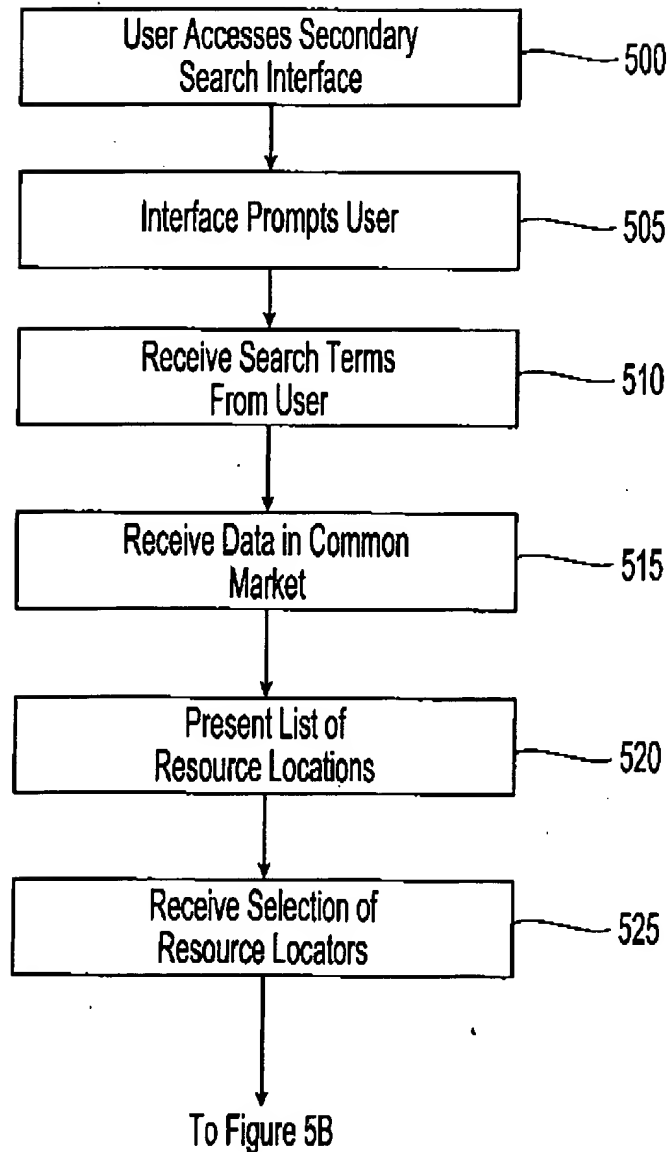 User Accesses Secondary
Search Interface
500
Interface Prompts User
505
Receive Search Terms
From User
510
Receive Data in Common
Market
515
Present List of
Resource Locations
520
Receive Selection of
Resource Locators
525
To Figure 5B